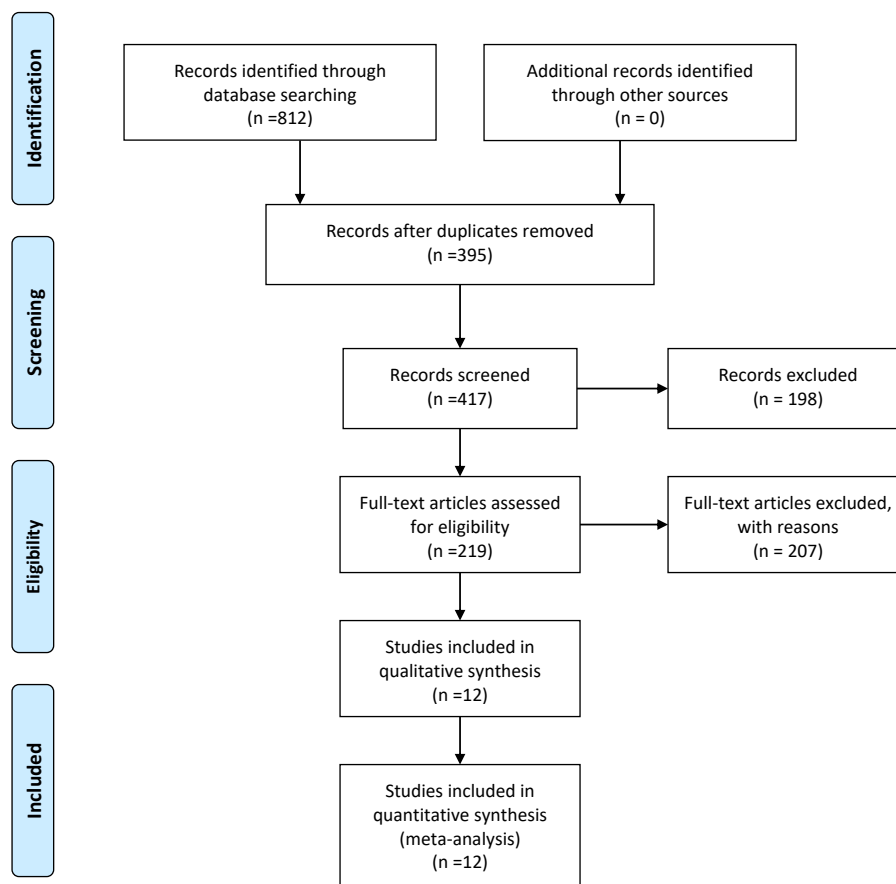 Identification
Records identified through
database searching
(n =812)
Additional records identified
through other sources
(n = 0)
Records after duplicates removed
(n =395)
Screening
Records screened
(n =417)
Records excluded
(n = 198)
Eligibility
Full-text articles assessed
for eligibility
(n =219)
Full-text articles excluded,
with reasons
(n = 207)
Studies included in
qualitative synthesis
(n =12)
Included
Studies included in
quantitative synthesis
(meta-analysis)
(n =12)